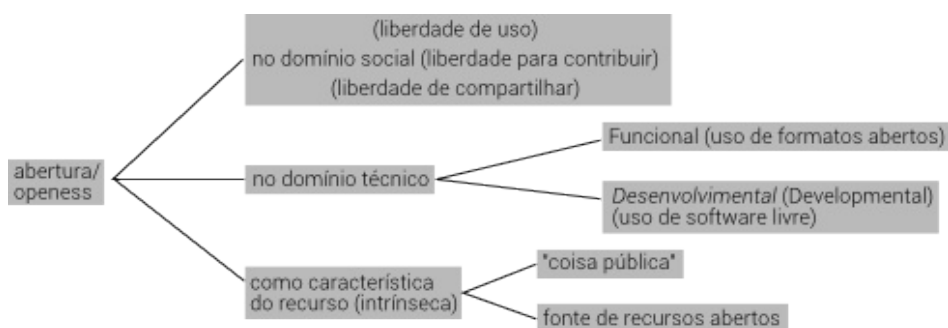 (liberdade de uso)
no domínio social (liberdade para contribuir)
(liberdade de compartilhar)
abertura/
openess
no domínio técnico
Funcional (uso de formatos abertos)
Desenvolvimental (Developmental)
(uso de software livre)
como característica
do recurso (intrínseca)
"coisa pública"
fonte de recursos abertos